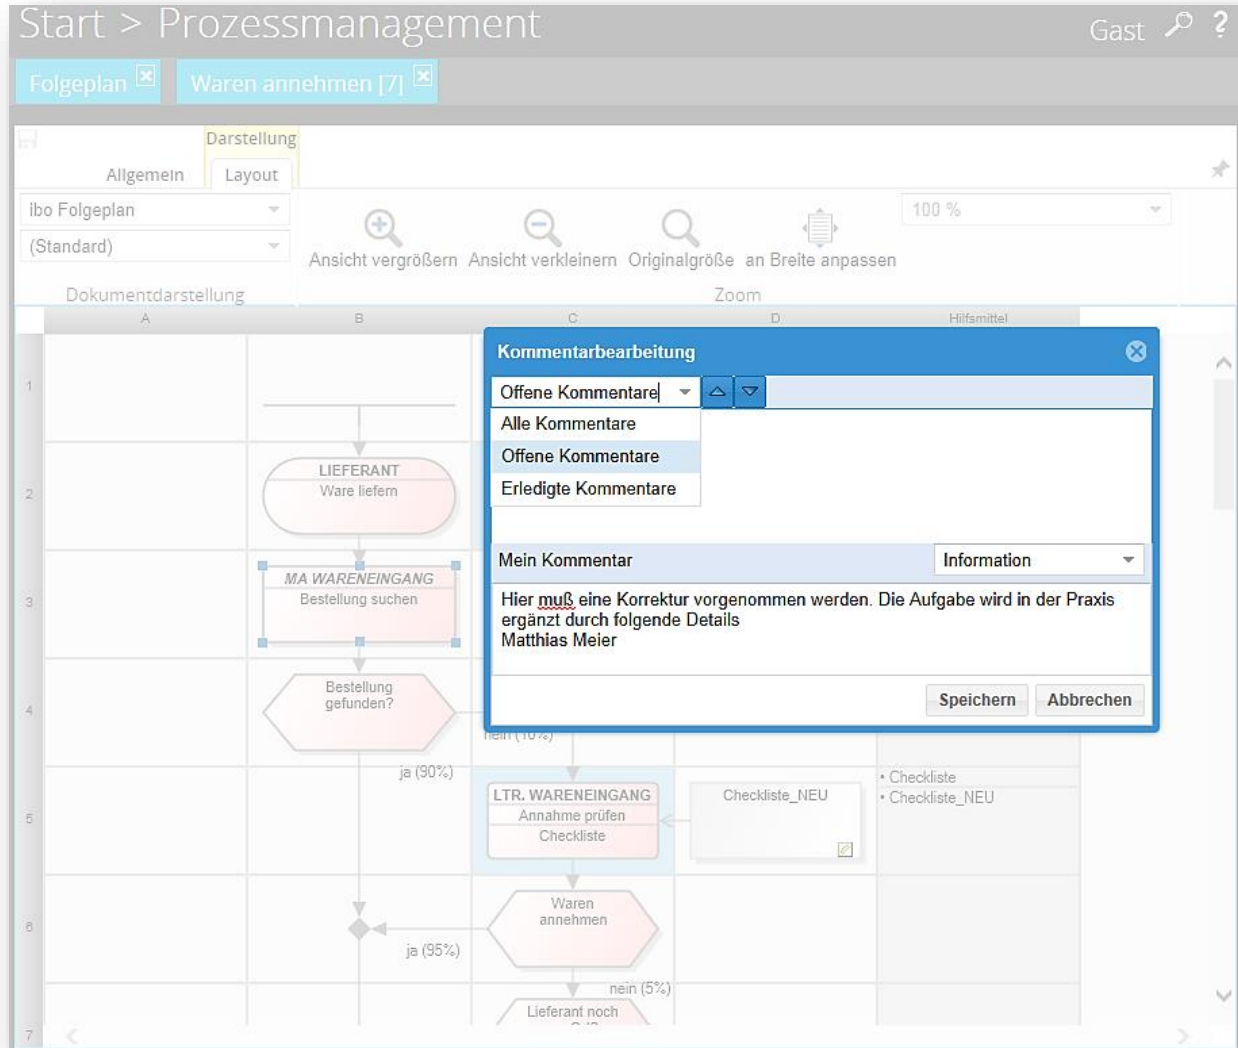 Start > Prozessmanagement
Gast ?
Folgeplan
Waren annehmen [7]
Darstellung
Allgemein
Layout
ibo Folgeplan
(Standard)
Dokumentdarstellung
Ansicht vergrößern
Ansicht verkleinern
Originalgröße
an Breite anpassen
100 %
Zoom
A B C D Hilfsmittel
1
2
3
4
5
6
7
LIEFERANT
Ware liefern
MA WARENEINGANG
Bestellung suchen
Bestellung
gefunden?
nein (10%)
ja (90%)
LTR. WARENEINGANG
Annahme prüfen
Checkliste
Checkliste_NEU
• Checkliste
• Checkliste_NEU
Waren
annehmen
ja (95%)
nein (5%)
Lieferant noch
Kommentarbearbeitung
Offene Kommentare
Alle Kommentare
Offene Kommentare
Erledigte Kommentare
Mein Kommentar
Information
Hier muß eine Korrektur vorgenommen werden. Die Aufgabe wird in der Praxis
ergänzt durch folgende Details
Matthias Meier
Speichern
Abbrechen